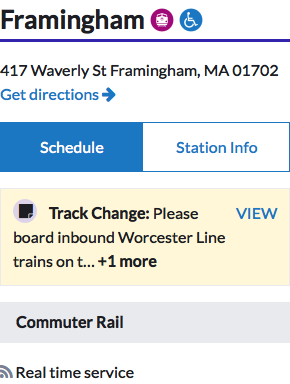 Framingham
417 Waverly St Framingham, MA 01702
Get directions
Schedule
Station Info
Track Change: Please VIEW
board inbound Worcester Line
trains on t... +1 more
Commuter Rail
Real time service